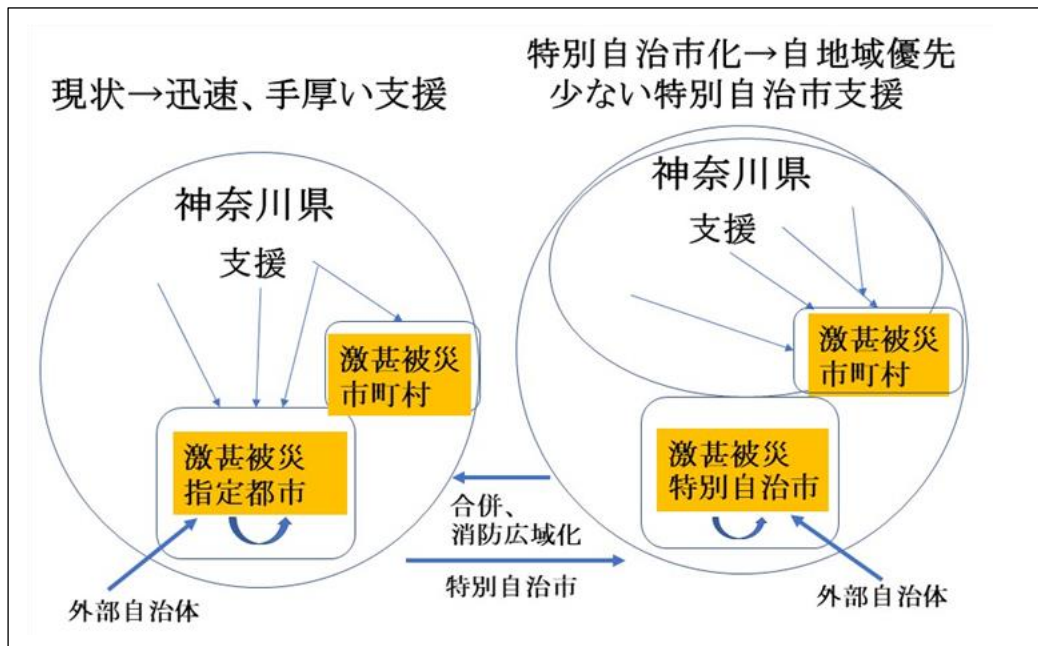 現状→迅速、手厚い支援
神奈川県
支援
激甚被災
市町村
激甚被災
指定都市
外部自治体
合併、
消防広域化
特別自治市
特別自治市化→自地域優先
少ない特別自治市支援
神奈川県
支援
激甚被災
市町村
激甚被災
特別自治市
外部自治体